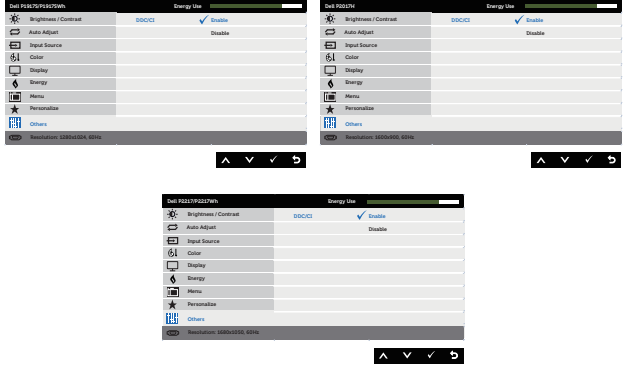 Dell P1917S/P1917SWh Energy Use
Brightness / Contrast DDC/CI Enable
Auto Adjust Disable
Input Source
Color
Display
Energy
Menu
Personalize
Others
Resolution: 1280x1024, 60Hz
Dell P2017H Energy Use
Brightness / Contrast DDC/CI Enable
Auto Adjust Disable
Input Source
Color
Display
Energy
Menu
Personalize
Others
Resolution: 1600x900, 60Hz
Dell P2217/P2217Wh Energy Use
Brightness / Contrast DDC/CI Enable
Auto Adjust Disable
Input Source
Color
Display
Energy
Menu
Personalize
Others
Resolution: 1680x1050, 60Hz